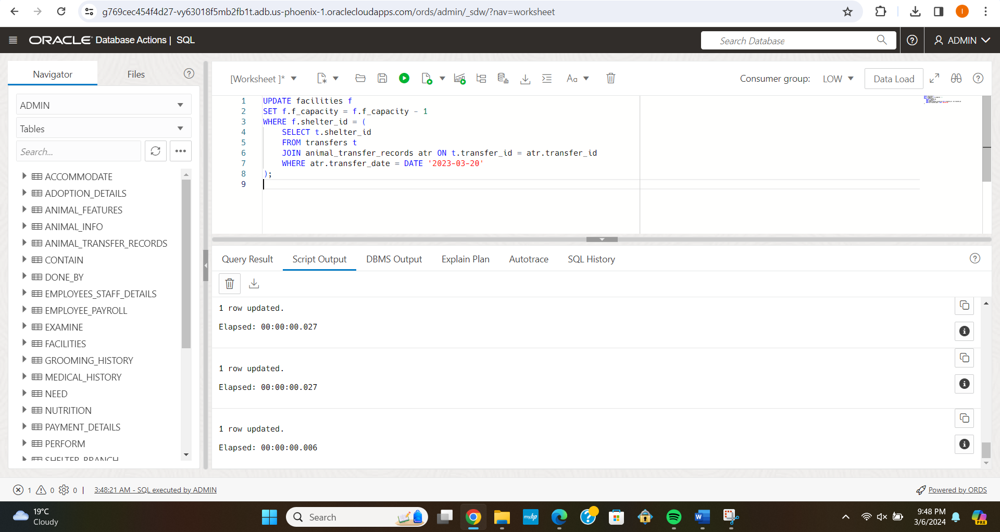 g769cec454f4d27-vy63018f5mb2fb1t.adb.us-phoenix-1.oraclecloudapps.com/ords/admin/_sdw/?nav=worksheet
I
ORACLE Database Actions | SQL
Search Database
ADMIN
Navigator
Files
ADMIN
Tables
Search...
ACCOMMODATE
ADOPTION_DETAILS
ANIMAL_FEATURES
ANIMAL_INFO
ANIMAL_TRANSFER_RECORDS
CONTAIN
DONE_BY
EMPLOYEES_STAFF_DETAILS
EMPLOYEE_PAYROLL
EXAMINE
FACILITIES
GROOMING_HISTORY
MEDICAL_HISTORY
NEED
NUTRITION
PAYMENT_DETAILS
PERFORM
SHELTER_BRANCH
[Worksheet ]*
Aa
Consumer group: LOW
Data Load
1 UPDATE facilities f
2 SET f.f_capacity = f.f_capacity - 1
3 WHERE f.shelter_id = (
4 SELECT t.shelter_id
5 FROM transfers t
6 JOIN animal_transfer_records atr ON t.transfer_id = atr.transfer_id
7 WHERE atr.transfer_date = DATE '2023-03-20'
8 );
9
Query Result
Script Output
DBMS Output
Explain Plan
Autotrace
SQL History
1 row updated.
Elapsed: 00:00:00.027
1 row updated.
Elapsed: 00:00:00.027
1 row updated.
Elapsed: 00:00:00.006
1 0 0 | 3:48:21 AM - SQL executed by ADMIN
Powered by ORDS
19°C
Cloudy
Search
myhp
W
9:48 PM
3/6/2024
PRE